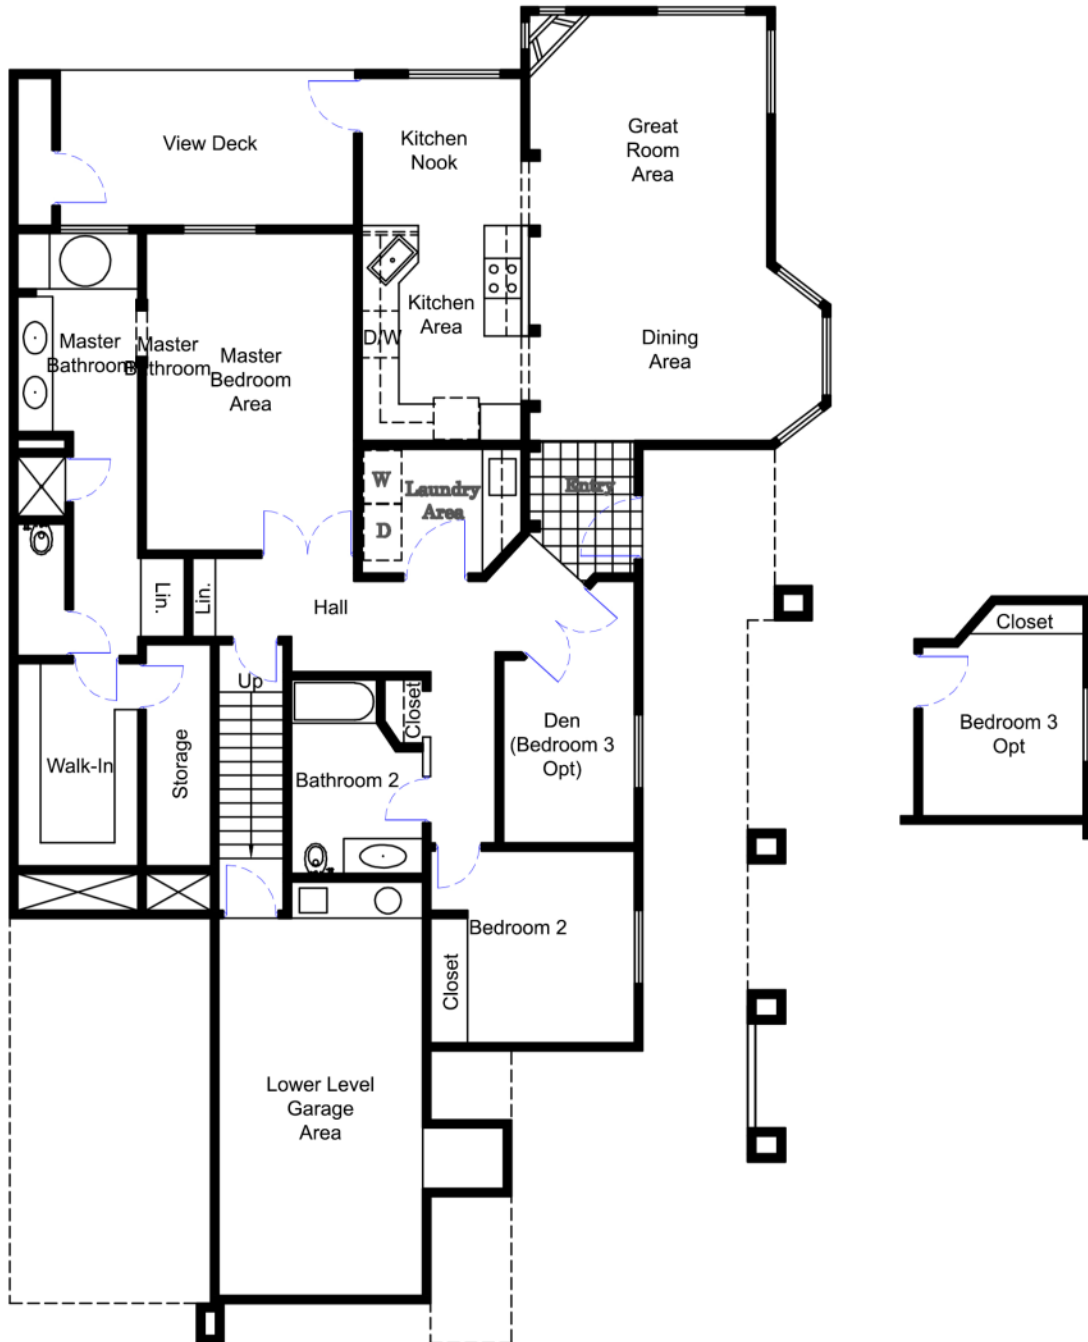 View Deck
Kitchen
Nook
Great
Room
Area
Master
Bathroom
Master
Bathroom
Master
Bedroom
Area
D/W
Kitchen
Area
Dining
Area
W
D
Laundry
Area
Entry
Lin.
Lin.
Hall
Up
Closet
Closet
Walk-In
Storage
Bathroom 2
Den
(Bedroom 3
Opt)
Bedroom 3
Opt
Bedroom 2
Closet
Lower Level
Garage
Area